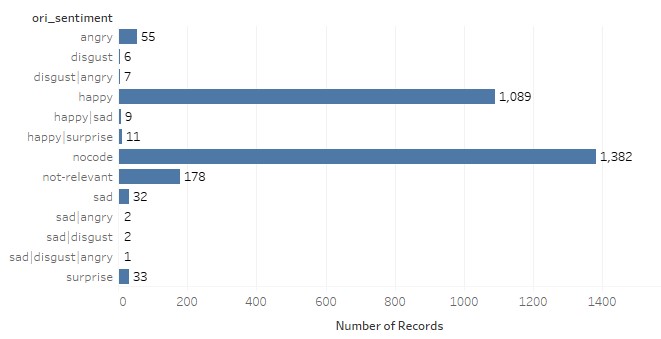 ori_sentiment
angry 55
disgust 6
disgust|angry 7
happy 1,089
happy|sad 9
happy|surprise 11
nocode 1,382
not-relevant 178
sad 32
sad|angry 2
sad|disgust 2
sad|disgust|angry 1
surprise 33
0 200 400 600 800 1000 1200 1400
Number of Records